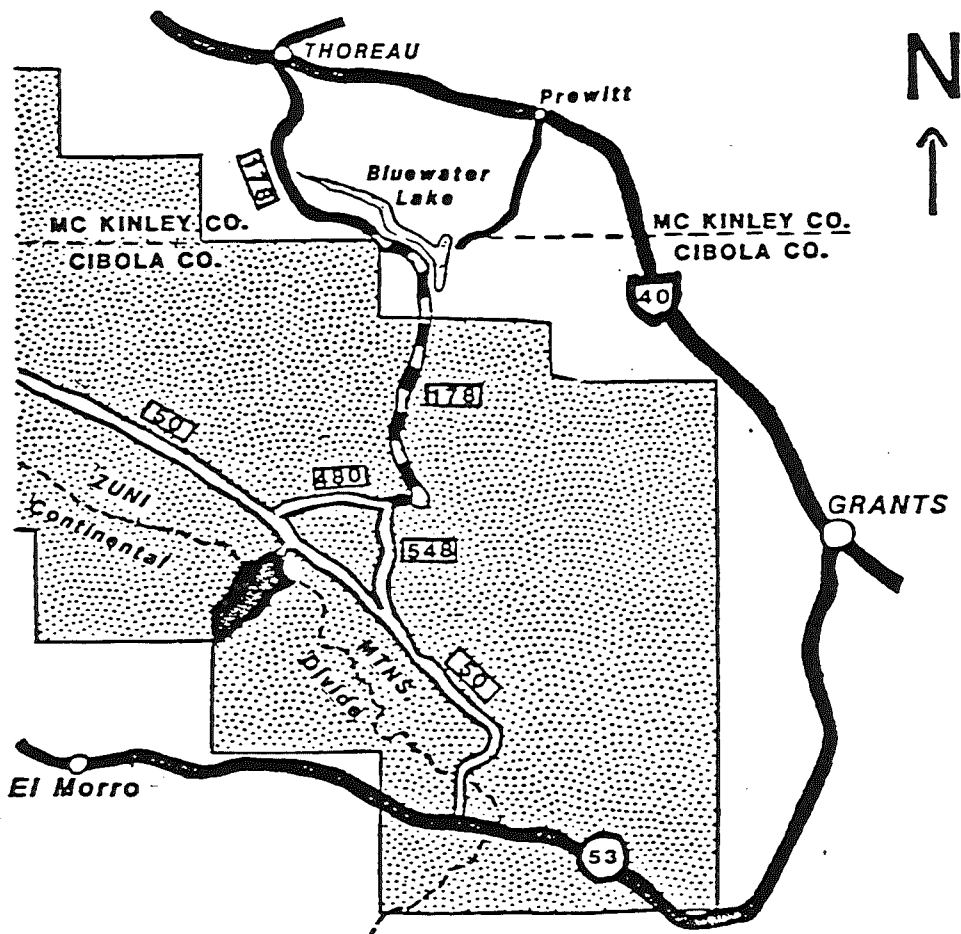 THOREAU
N
Prewitt
178
Bluewater
Lake
MC KINLEY CO.
MC KINLEY CO.
CIBOLA CO.
CIBOLA CO.
40
178
50
480
ZUNI
Continental
GRANTS
548
MTNS
Divide
50
El Morro
53